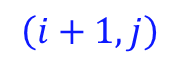 (i + 1, j)